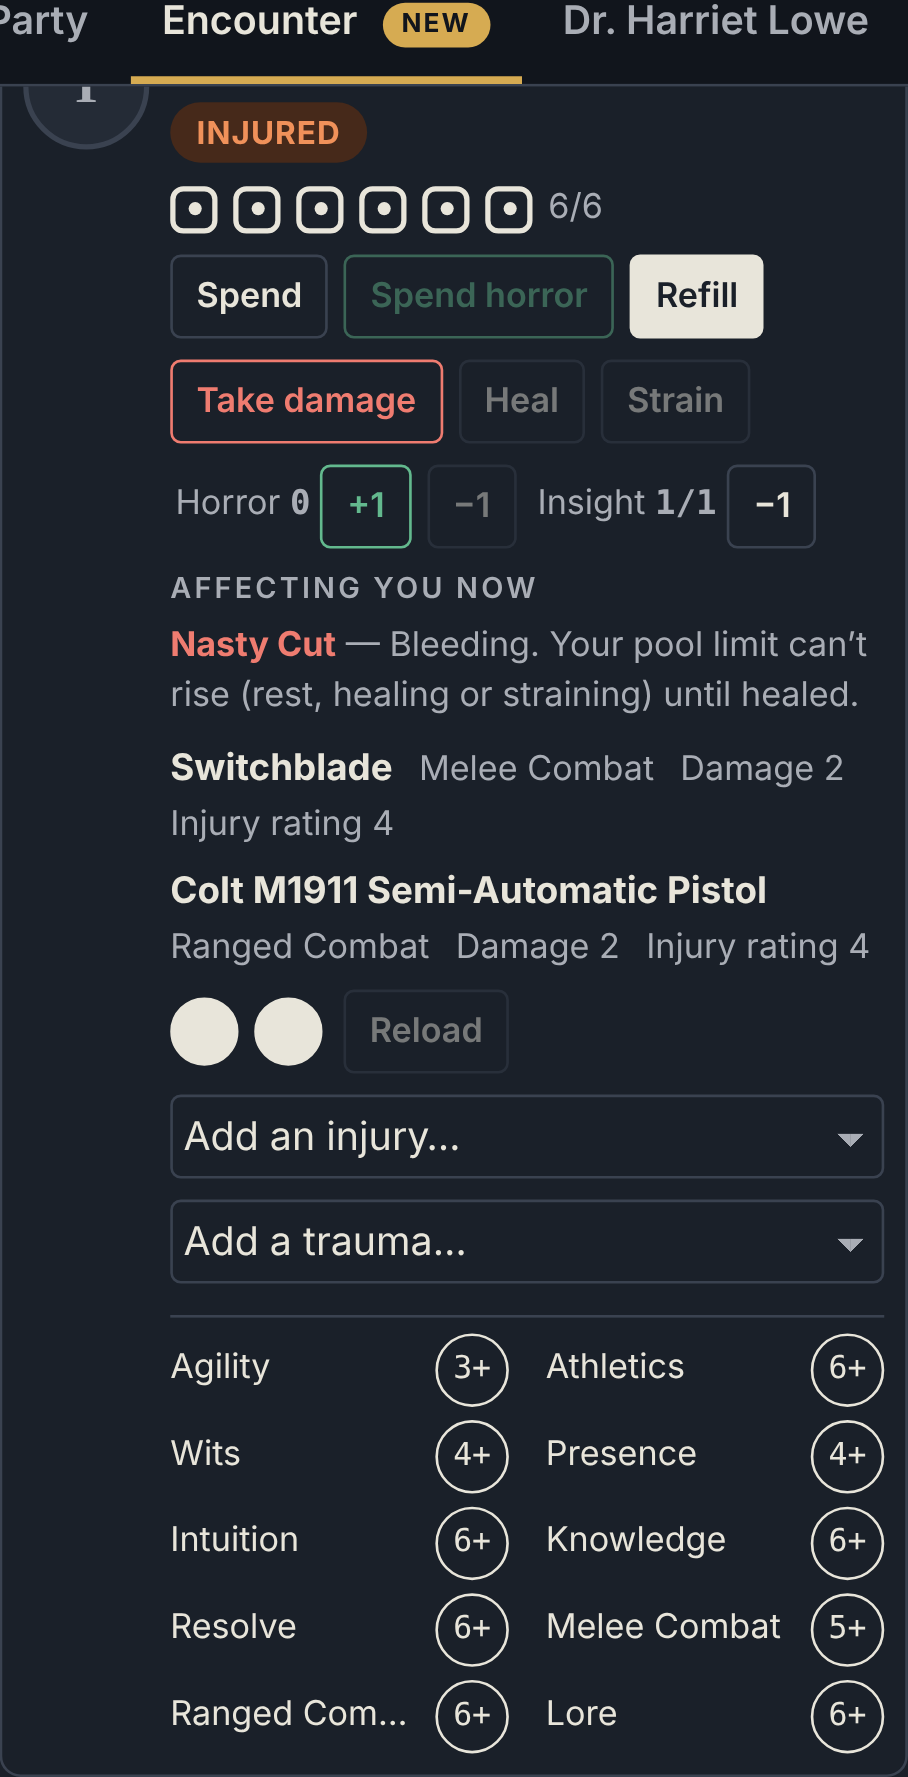 Party Encounter NEW Dr. Harriet Lowe
INJURED
6/6
Spend Spend horror Refill
Take damage Heal Strain
Horror 0 +1 −1 Insight 1/1 −1
AFFECTING YOU NOW
Nasty Cut — Bleeding. Your pool limit can’t
rise (rest, healing or straining) until healed.
Switchblade Melee Combat Damage 2
Injury rating 4
Colt M1911 Semi-Automatic Pistol
Ranged Combat Damage 2 Injury rating 4
Reload
Add an injury...
Add a trauma...
Agility 3+ Athletics 6+
Wits 4+ Presence 4+
Intuition 6+ Knowledge 6+
Resolve 6+ Melee Combat 5+
Ranged Com... 6+ Lore 6+